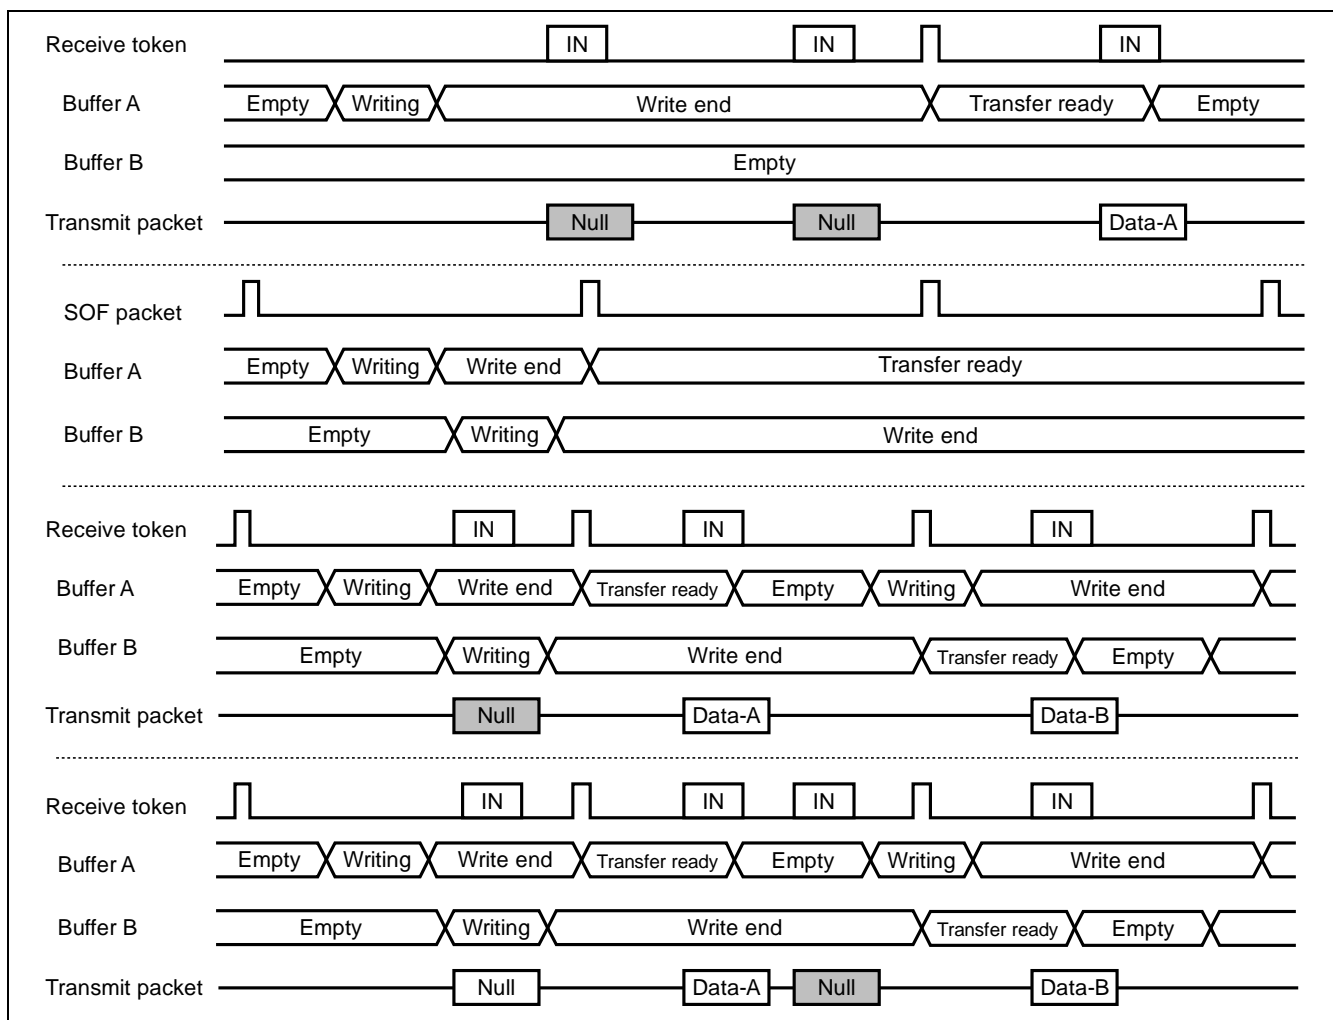 Receive token IN IN IN
Buffer A Empty Writing Write end Transfer ready Empty
Buffer B Empty
Transmit packet Null Null Data-A
SOF packet
Buffer A Empty Writing Write end Transfer ready
Buffer B Empty Writing Write end
Receive token IN IN IN
Buffer A Empty Writing Write end Transfer ready Empty Writing Write end
Buffer B Empty Writing Write end Transfer ready Empty
Transmit packet Null Data-A Data-B
Receive token IN IN IN IN
Buffer A Empty Writing Write end Transfer ready Empty Writing Write end
Buffer B Empty Writing Write end Transfer ready Empty
Transmit packet Null Data-A Null Data-B